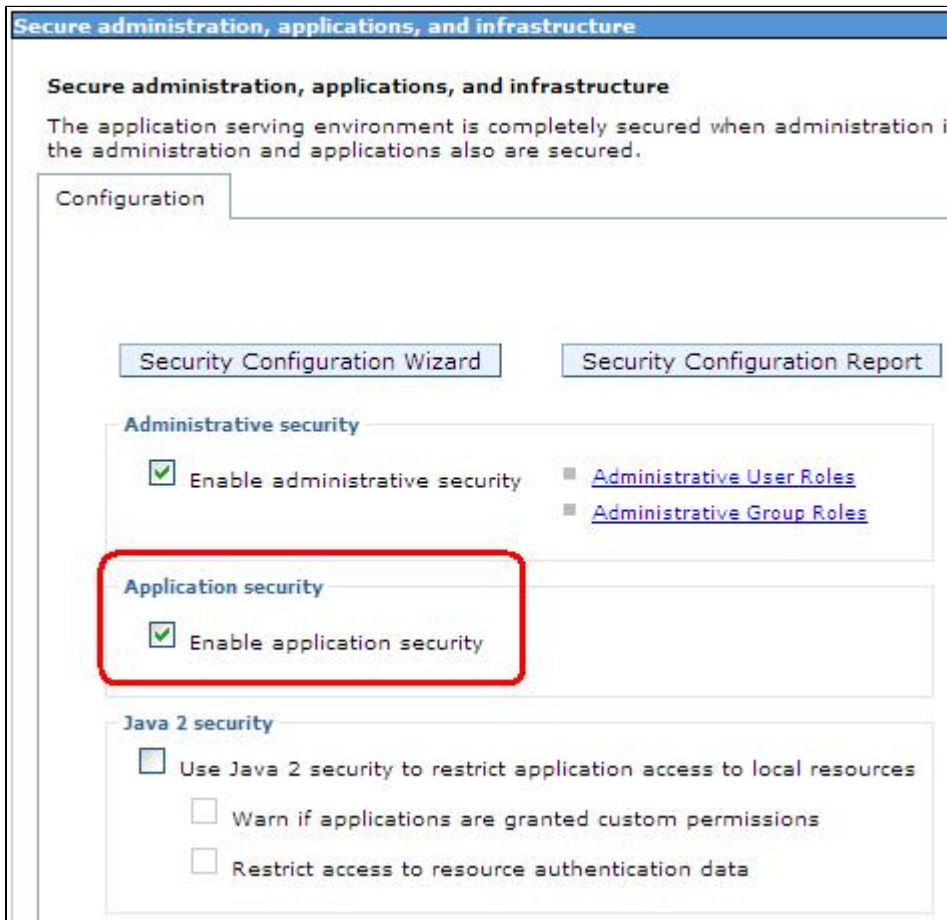 Secure administration, applications, and infrastructure
Secure administration, applications, and infrastructure
The application serving environment is completely secured when administration i
the administration and applications also are secured.
Configuration
Security Configuration Wizard Security Configuration Report
Administrative security
Enable administrative security Administrative User Roles
Administrative Group Roles
Application security
Enable application security
Java 2 security
Use Java 2 security to restrict application access to local resources
Warn if applications are granted custom permissions
Restrict access to resource authentication data